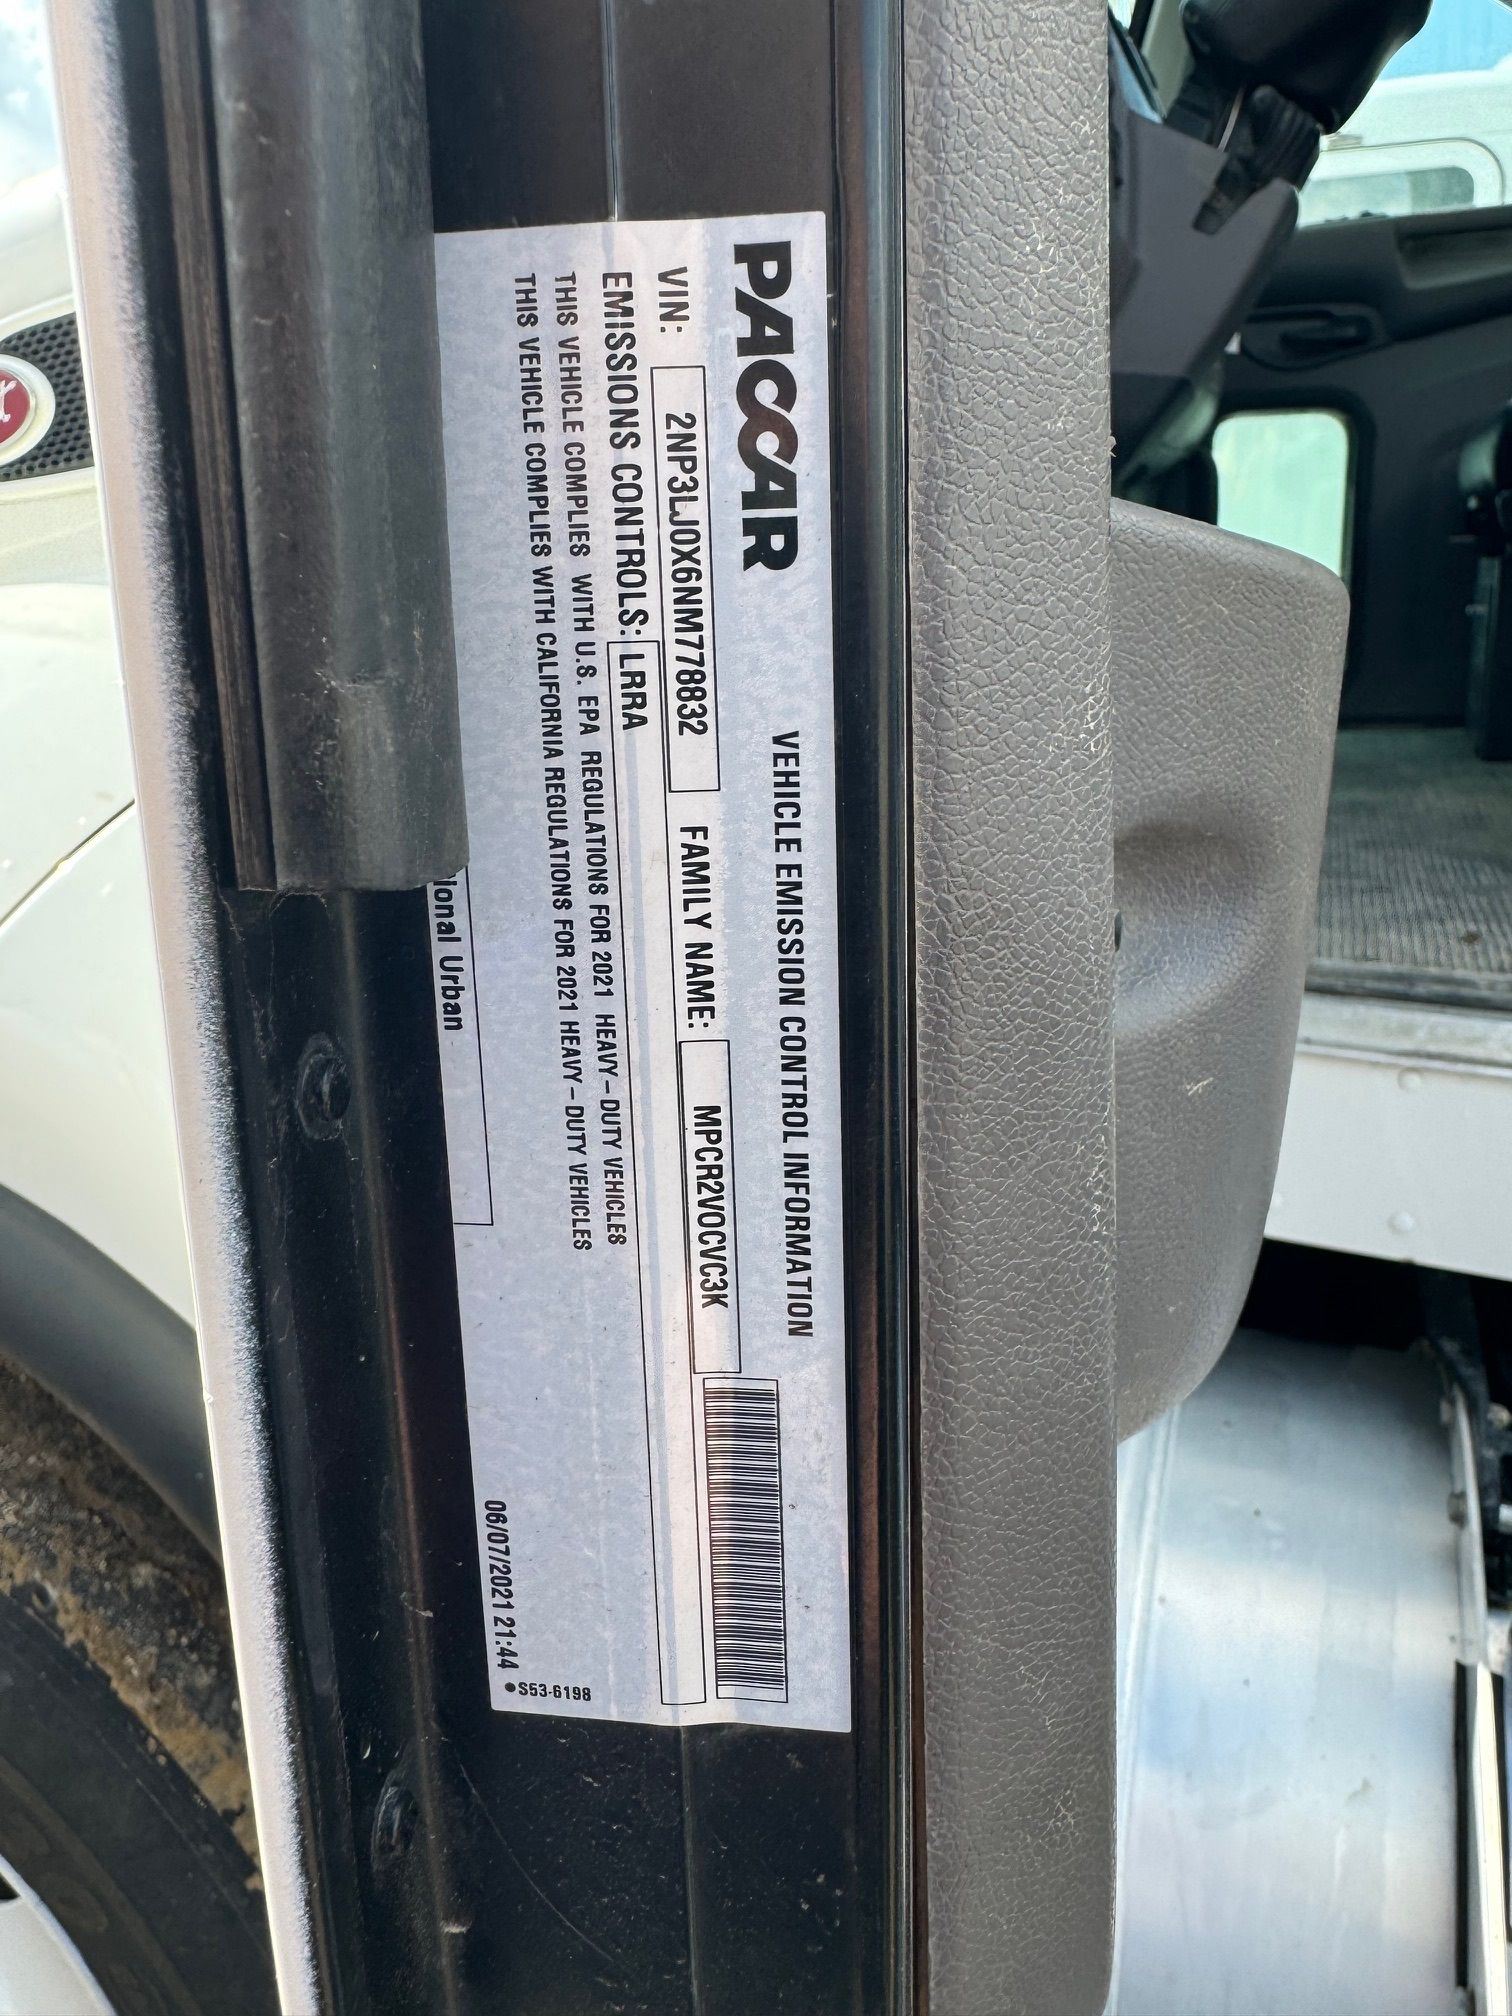 PACCAR
VEHICLE EMISSION CONTROL INFORMATION
VIN: 2NP3LJ0X6NM778832 FAMILY NAME: MPCR2VOCVC3K
EMISSIONS CONTROLS: LRRA
THIS VEHICLE COMPLIES WITH U.S. EPA REGULATIONS FOR 2021 HEAVY-DUTY VEHICLES
THIS VEHICLE COMPLIES WITH CALIFORNIA REGULATIONS FOR 2021 HEAVY-DUTY VEHICLES
Urban
06/07/2021 21:44
●S53-6198